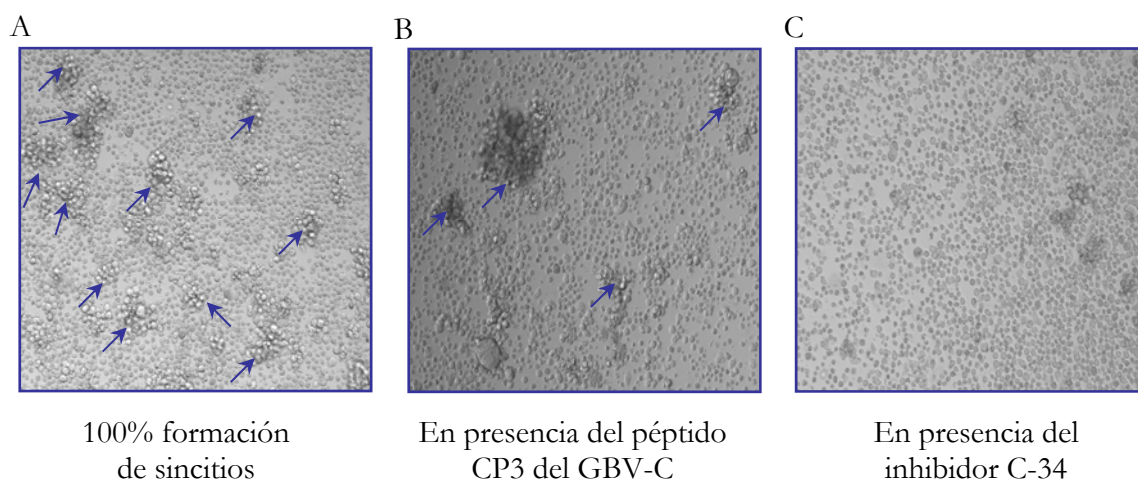 A
B
C
100% formación
de sincitios
En presencia del péptido
CP3 del GBV-C
En presencia del
inhibidor C-34